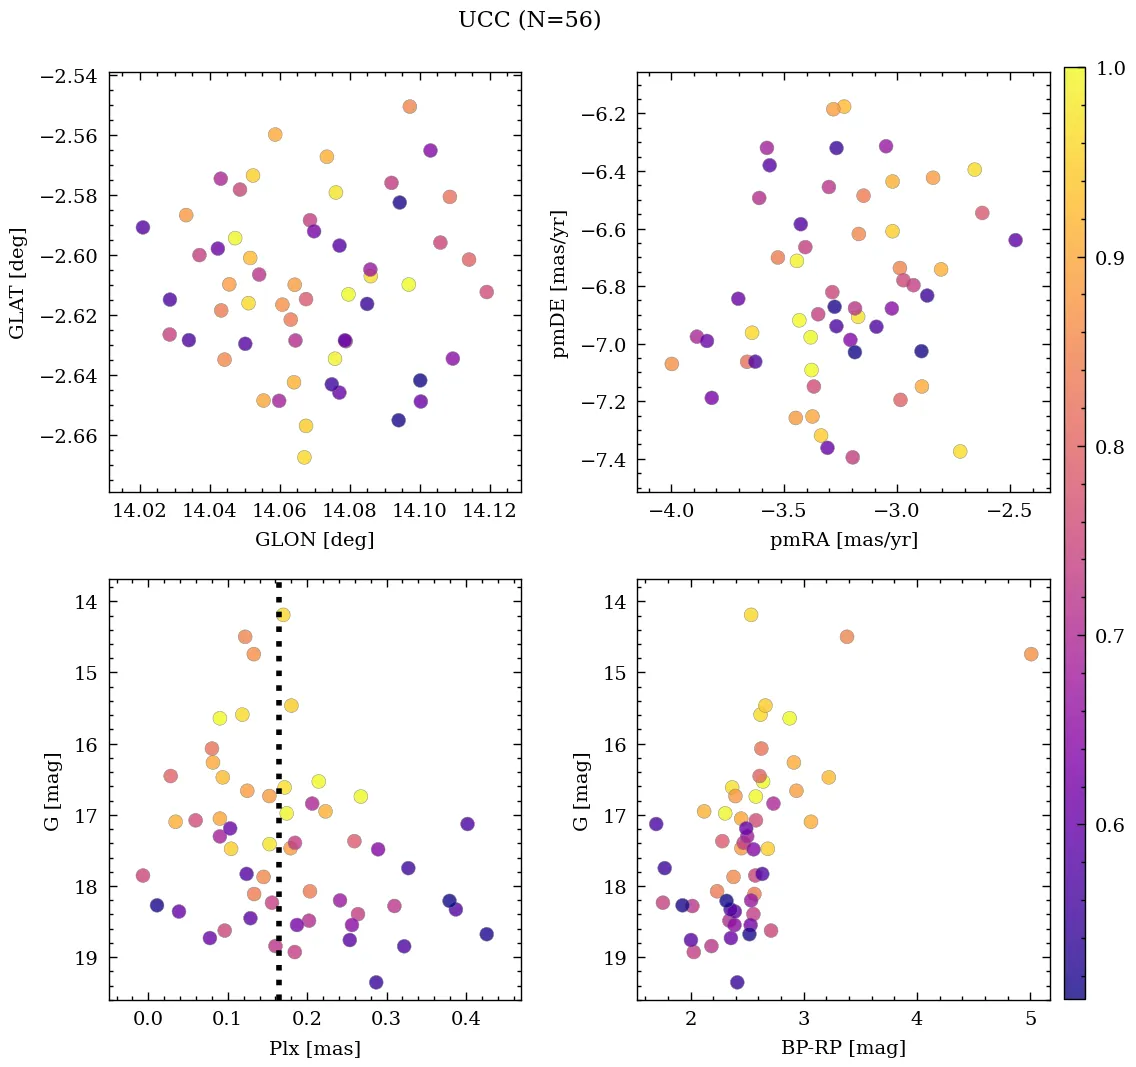 UCC (N=56)
−2.54
−2.56
−2.58
−2.60
−2.62
−2.64
−2.66
GLAT [deg]
14.02 14.04 14.06 14.08 14.10 14.12
GLON [deg]
−6.2
−6.4
−6.6
−6.8
−7.0
−7.2
−7.4
pmDE [mas/yr]
−4.0 −3.5 −3.0 −2.5
pmRA [mas/yr]
14
15
16
17
18
19
G [mag]
0.0 0.1 0.2 0.3 0.4
Plx [mas]
14
15
16
17
18
19
G [mag]
2 3 4 5
BP-RP [mag]
1.0
0.9
0.8
0.7
0.6